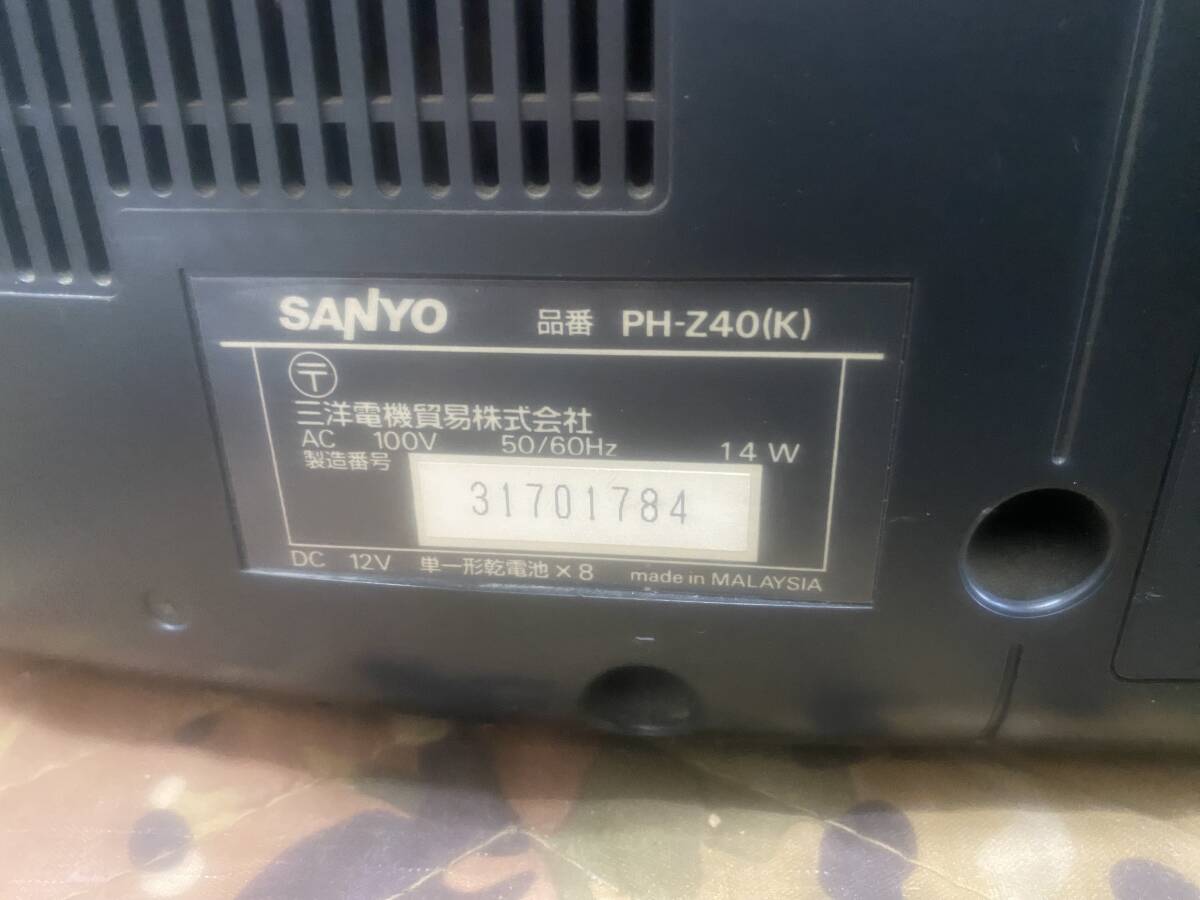 SANYO 品番 PH-Z40(K)
〒
三洋電機貿易株式会社
AC 100V 50/60Hz 14W
製造番号 31701784
DC 12V 単一形乾電池×8 made in MALAYSIA